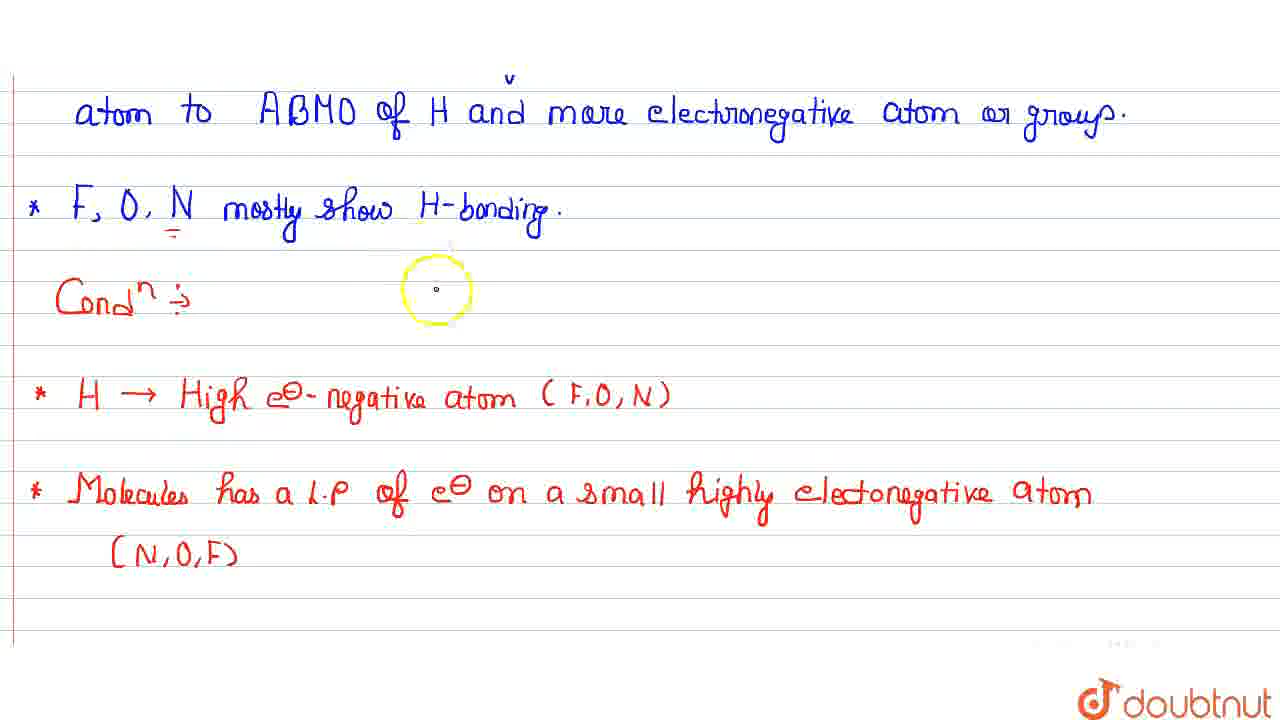 atom to ABMO of H and more electronegative atom or group.
* F, O, N mostly show H-bonding.
Condⁿ ÷
* H → High e⊖-negative atom (F, O, N)
* Molecules has a L.P of e⊖ on a small highly electonegative atom
(N, O, F)
doubtnut